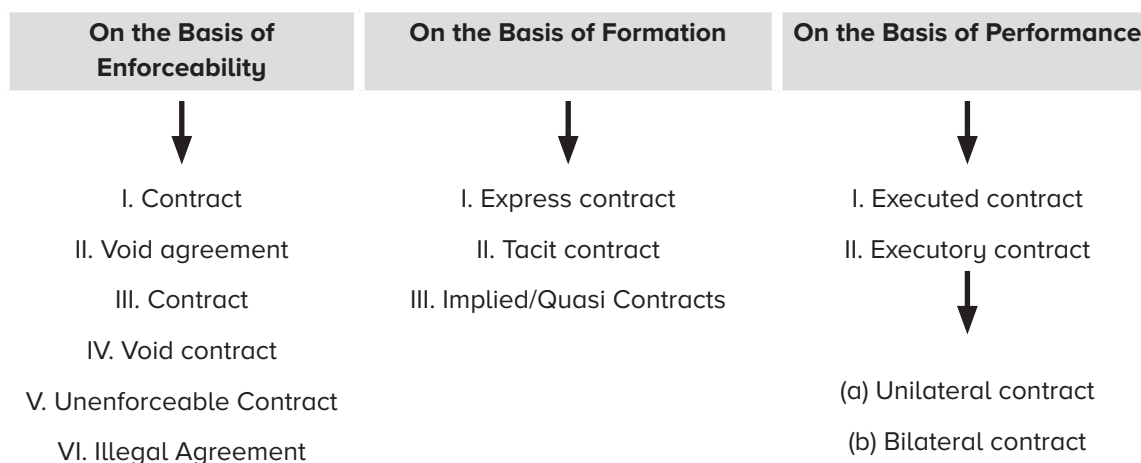 On the Basis of
Enforceability
I. Contract
II. Void agreement
III. Contract
IV. Void contract
V. Unenforceable Contract
VI. Illegal Agreement
On the Basis of Formation
I. Express contract
II. Tacit contract
III. Implied/Quasi Contracts
On the Basis of Performance
I. Executed contract
II. Executory contract
(a) Unilateral contract
(b) Bilateral contract